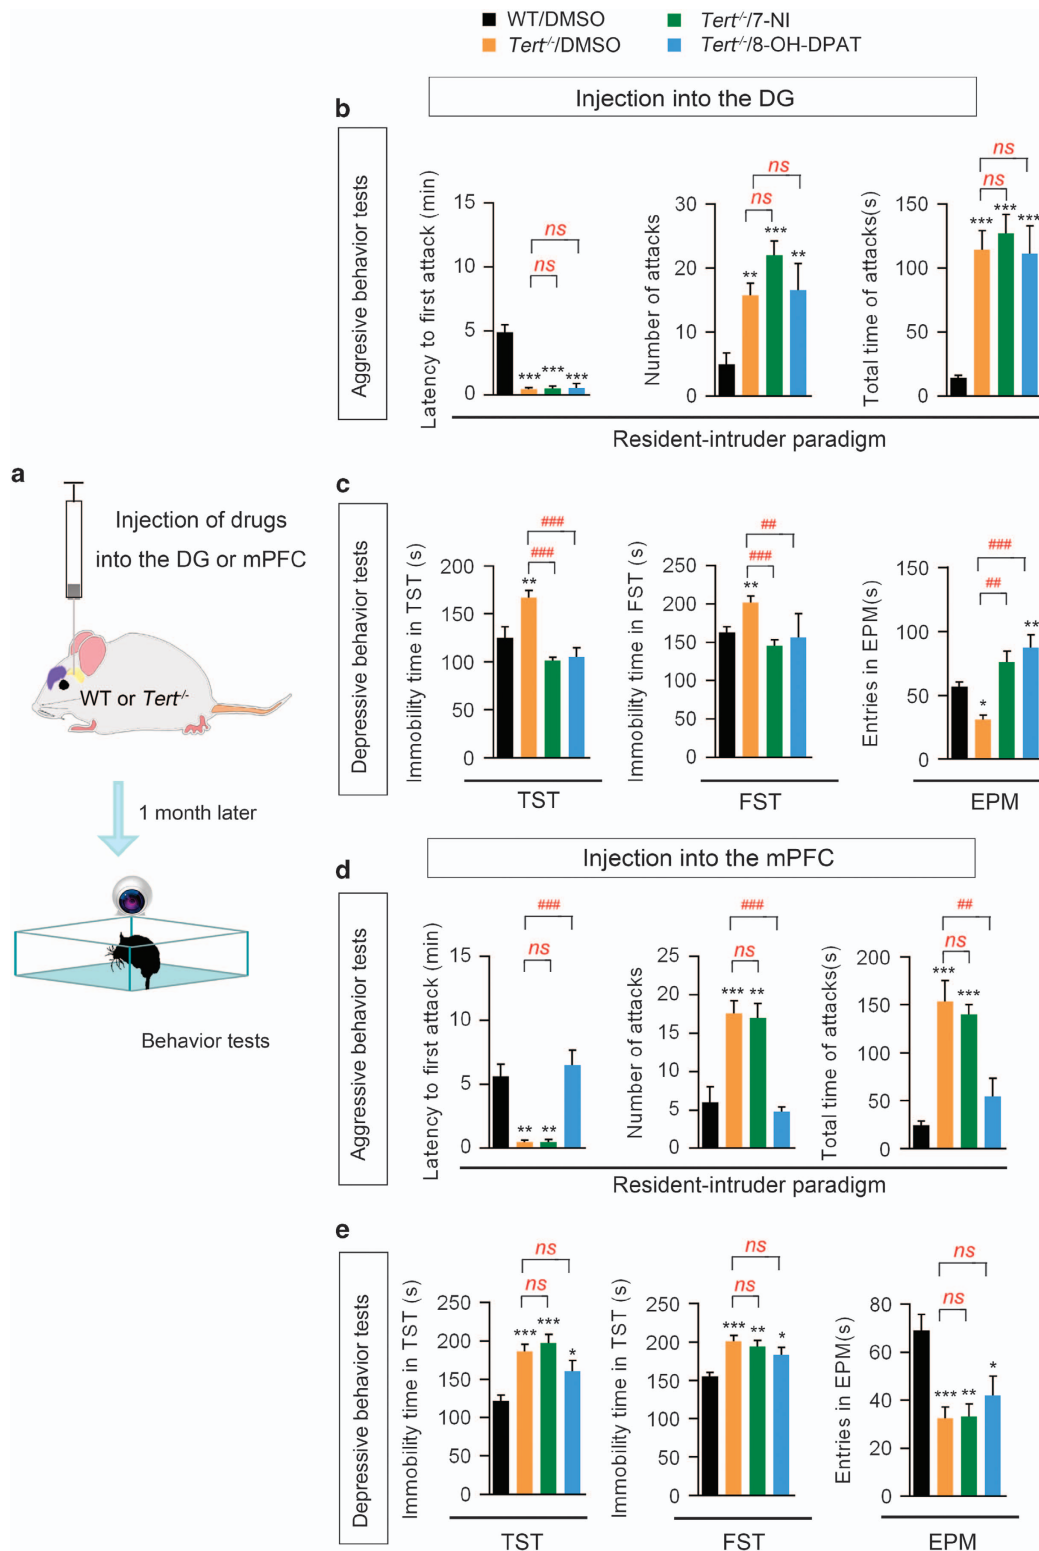 WT/DMSO
Tert-/-/DMSO
Tert-/-/7-NI
Tert-/-/8-OH-DPAT
a
Injection of drugs
into the DG or mPFC
WT or Tert-/-
1 month later
Behavior tests
b
Injection into the DG
Aggresive behavior tests
Latency to first attack (min)
15
10
5
0
ns
ns
*** *** ***
Number of attacks
30
20
10
0
ns
ns
** *** **
Total time of attacks(s)
150
100
50
0
ns
ns
*** *** ***
Resident-intruder paradigm
c
Depressive behavior tests
Immobility time in TST (s)
200
150
100
50
0
###
###
**
TST
Immobility time in FST (s)
250
200
150
100
50
0
##
###
**
FST
Entries in EPM(s)
150
100
50
0
###
##
* **
EPM
d
Injection into the mPFC
Aggressive behavior tests
Latency to first attack (min)
15
10
5
0
###
ns
** **
Number of attacks
25
20
15
10
5
0
###
ns
*** **
Total time of attacks(s)
200
150
100
50
0
##
ns
*** ***
Resident-intruder paradigm
e
Depressive behavior tests
Immobility time in TST (s)
250
200
150
100
50
0
ns
ns
*** *** *
TST
Immobility time in TST (s)
250
200
150
100
50
0
ns
ns
*** ** *
FST
Entries in EPM(s)
80
60
40
20
0
ns
ns
*** ** *
EPM